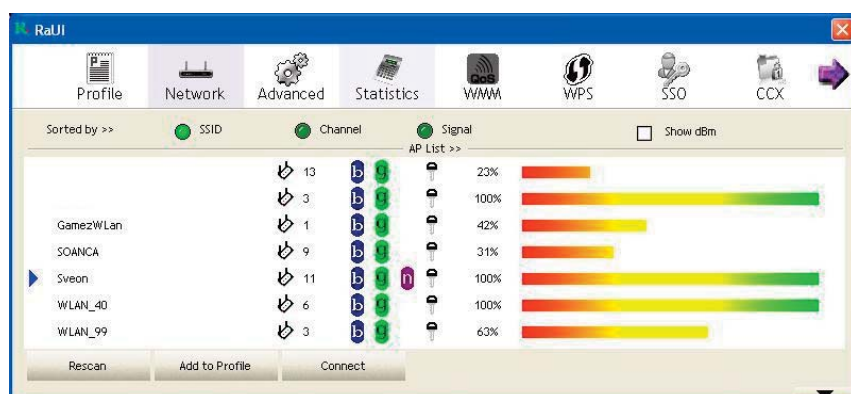 RaUI
Profile Network Advanced Statistics QoS WMM WPS SSO CCX
Sorted by >> SSID Channel Signal Show dBm
AP List >>
13 b g 23%
3 b g 100%
GamezWLan 1 b g 42%
SOANCA 9 b g 31%
Sveon 11 b g n 100%
WLAN_40 6 b g 100%
WLAN_99 3 b g 63%
Rescan Add to Profile Connect